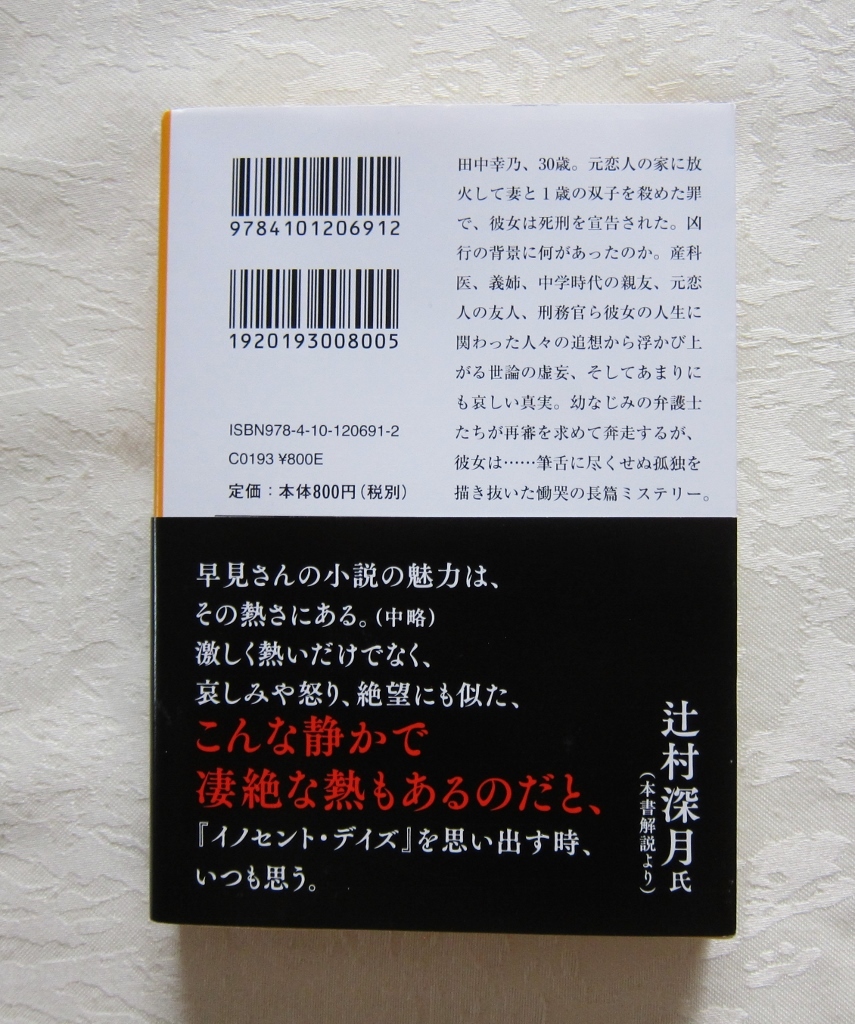 9784101206912
1920193008005
ISBN978-4-10-120691-2
C0193 ¥800E
定価：本体800円（税別）
田中幸乃、30歳。元恋人の家に放
火して妻と１歳の双子を殺めた罪
で、彼女は死刑を宣告された。凶
行の背景に何があったのか。産科
医、義姉、中学時代の親友、元恋
人の友人、刑務官ら彼女の人生に
関わった人々の追想から浮かび上
がる世論の虚妄、そしてあまりに
も哀しい真実。幼なじみの弁護士
たちが再審を求めて奔走するが、
彼女は……筆舌に尽くせぬ孤独を
描き抜いた慟哭の長篇ミステリー。
早見さんの小説の魅力は、
その熱さにある。（中略）
激しく熱いだけでなく、
哀しみや怒り、絶望にも似た、
こんな静かで
凄絶な熱もあるのだと、
『イノセント・デイズ』を思い出す時、
いつも思う。
辻村深月氏
（本書解説より）